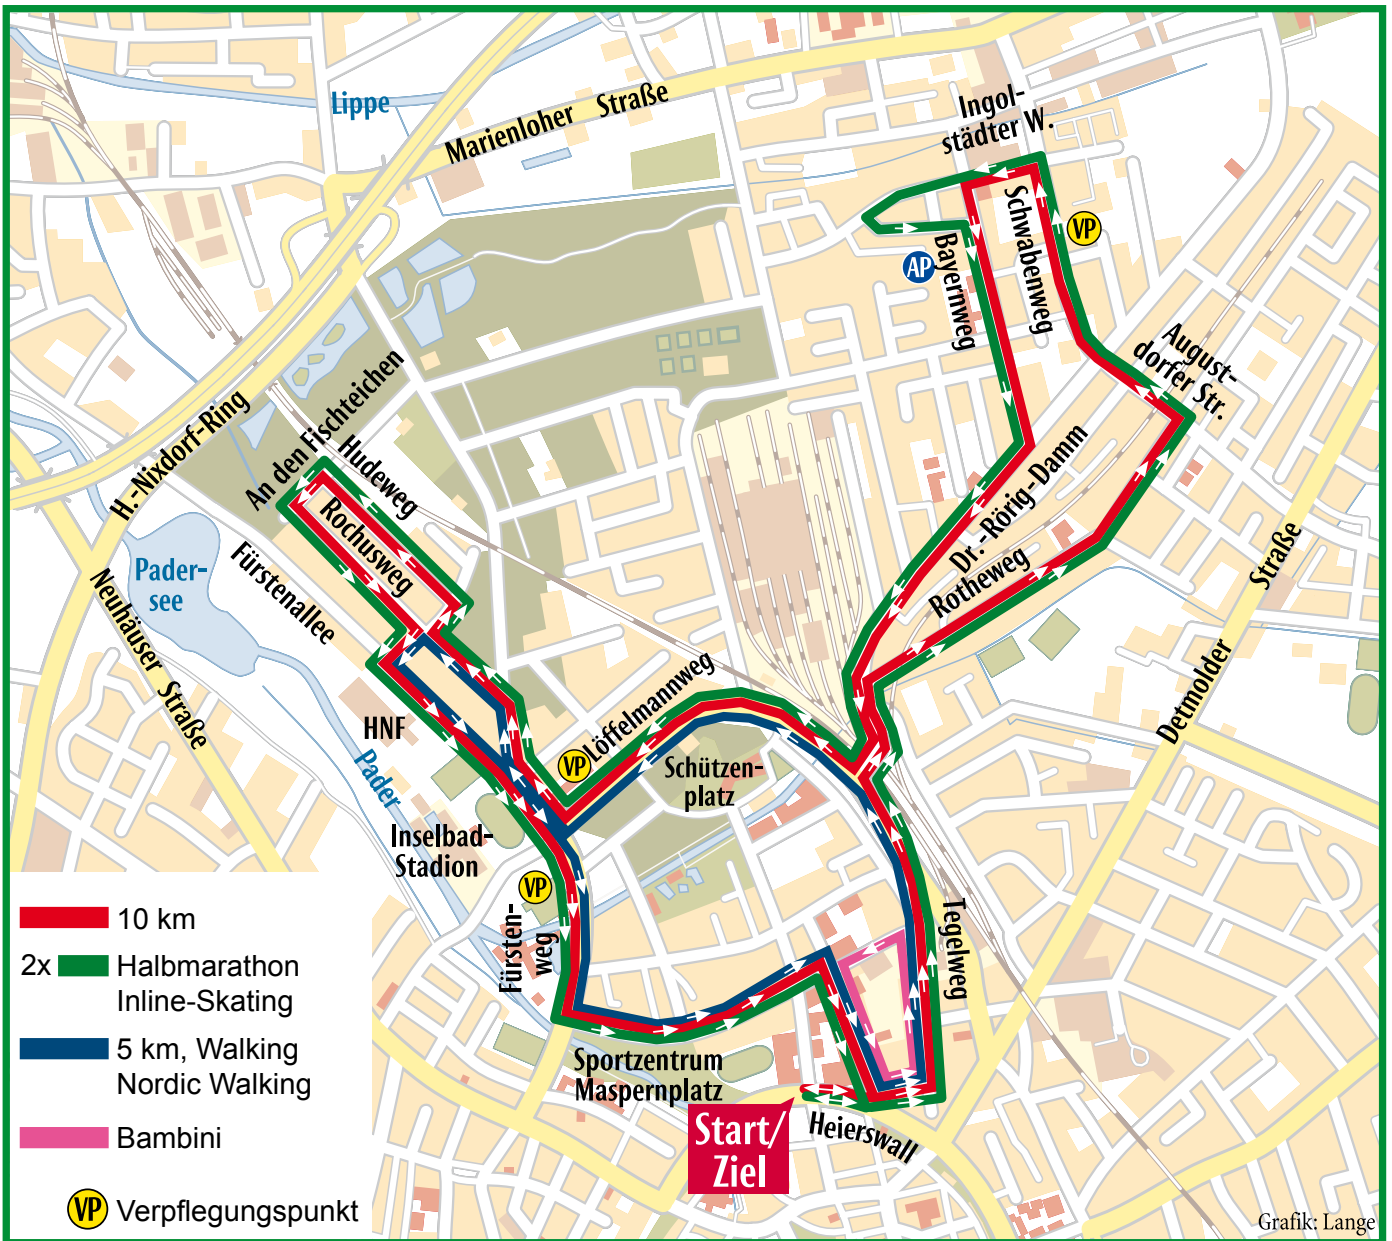 Lippe
Marienloher Straße
Ingol-
städter W.
Schwabenweg
VP
AP
Bayernweg
August-
dorfer Str.
An den Fischteichen
H.-Nixdorf-Ring
Hudeweg
Rochusweg
Dr.-Rörig-Damm
Rotheweg
Straße
Detmolder
Pader-
see
Fürstenallee
Neuhäuser Straße
HNF
Pader
VP
Löffelmannweg
Schützen-
platz
Inselbad-
Stadion
VP
Fürsten-
weg
Tegelweg
Sportzentrum
Maspernplatz
Start/
Ziel
Heierswall
10 km
2x Halbmarathon
Inline-Skating
5 km, Walking
Nordic Walking
Bambini
VP Verpflegungspunkt
Grafik: Lange